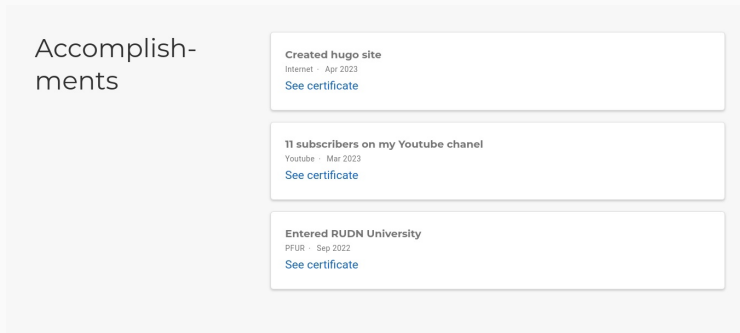 Accomplish-
ments
Created hugo site
Internet · Apr 2023
See certificate
11 subscribers on my Youtube chanel
Youtube · Mar 2023
See certificate
Entered RUDN University
PFUR · Sep 2022
See certificate